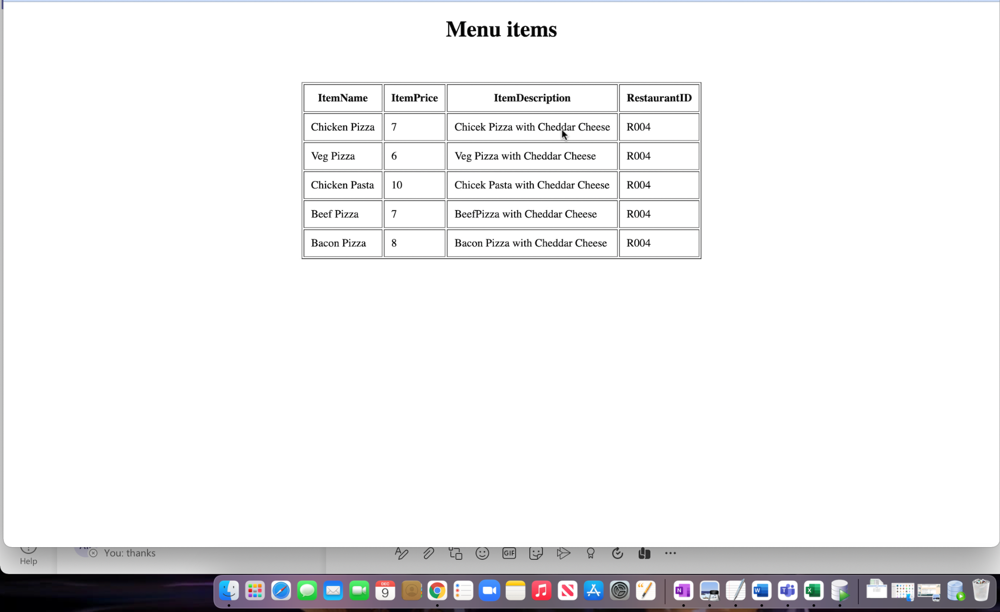 Menu items
ItemName ItemPrice ItemDescription RestaurantID
Chicken Pizza 7 Chicek Pizza with Cheddar Cheese R004
Veg Pizza 6 Veg Pizza with Cheddar Cheese R004
Chicken Pasta 10 Chicek Pasta with Cheddar Cheese R004
Beef Pizza 7 BeefPizza with Cheddar Cheese R004
Bacon Pizza 8 Bacon Pizza with Cheddar Cheese R004
You: thanks
GIF
Help
DEC
9
N
W
T
X